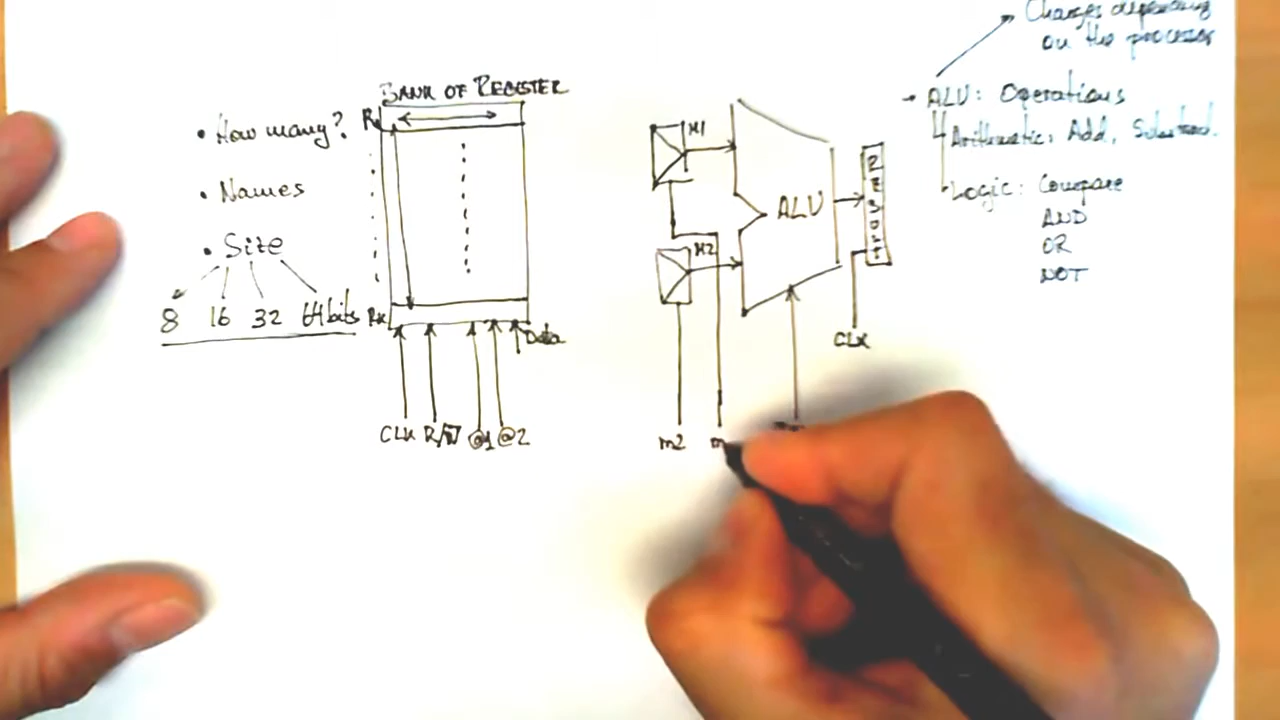 Changes depending
on the processor
BANK OF REGISTER
→ ALU: Operations
• How many?
M1
Arithmetic: Add, Substract.
• Names
Logic: Compare
AND
OR
NOT
• Size
8 16 32 64bits
Rx
ALU
RESULT
M2
Data
CLK
CLK R/W @1 @2
m2 m